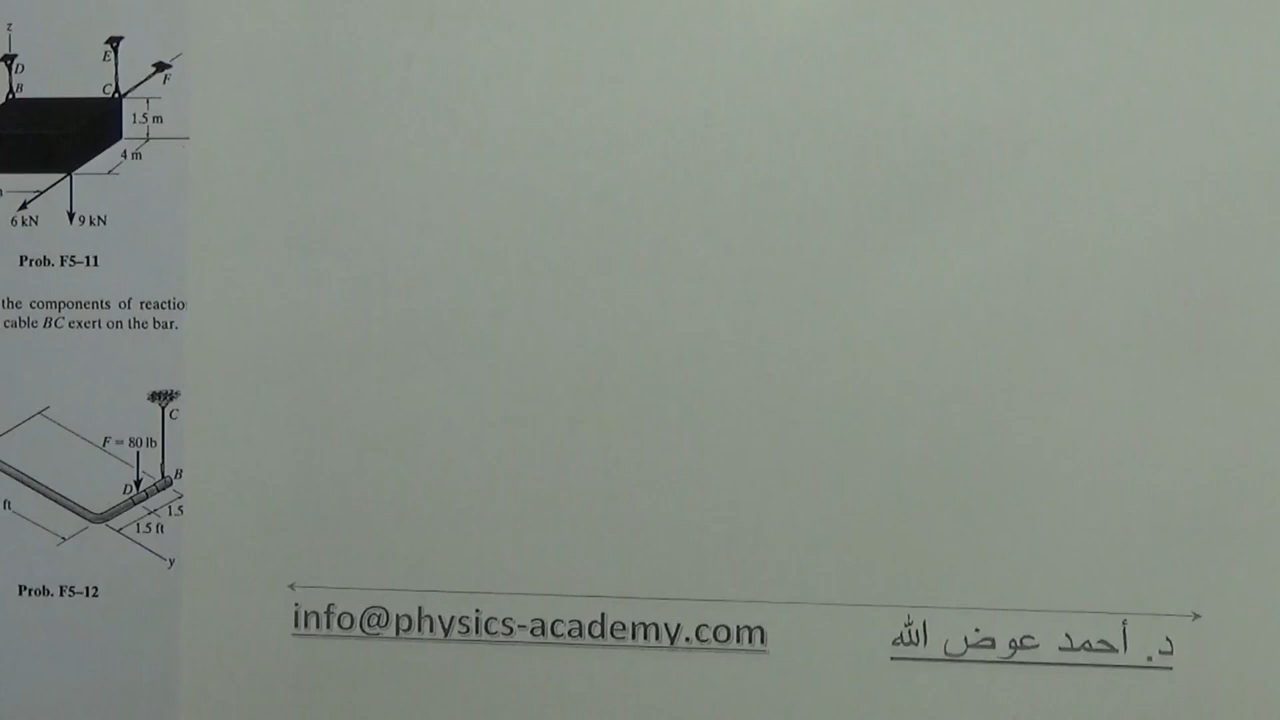 z
E
D
F
B
C
1.5 m
4 m
6 kN
9 kN
Prob. F5–11
the components of reactio
cable BC exert on the bar.
C
F = 80 lb
B
D
ft
1.5
1.5 ft
y
Prob. F5–12
info@physics-academy.com
د. أحمد عوض الله